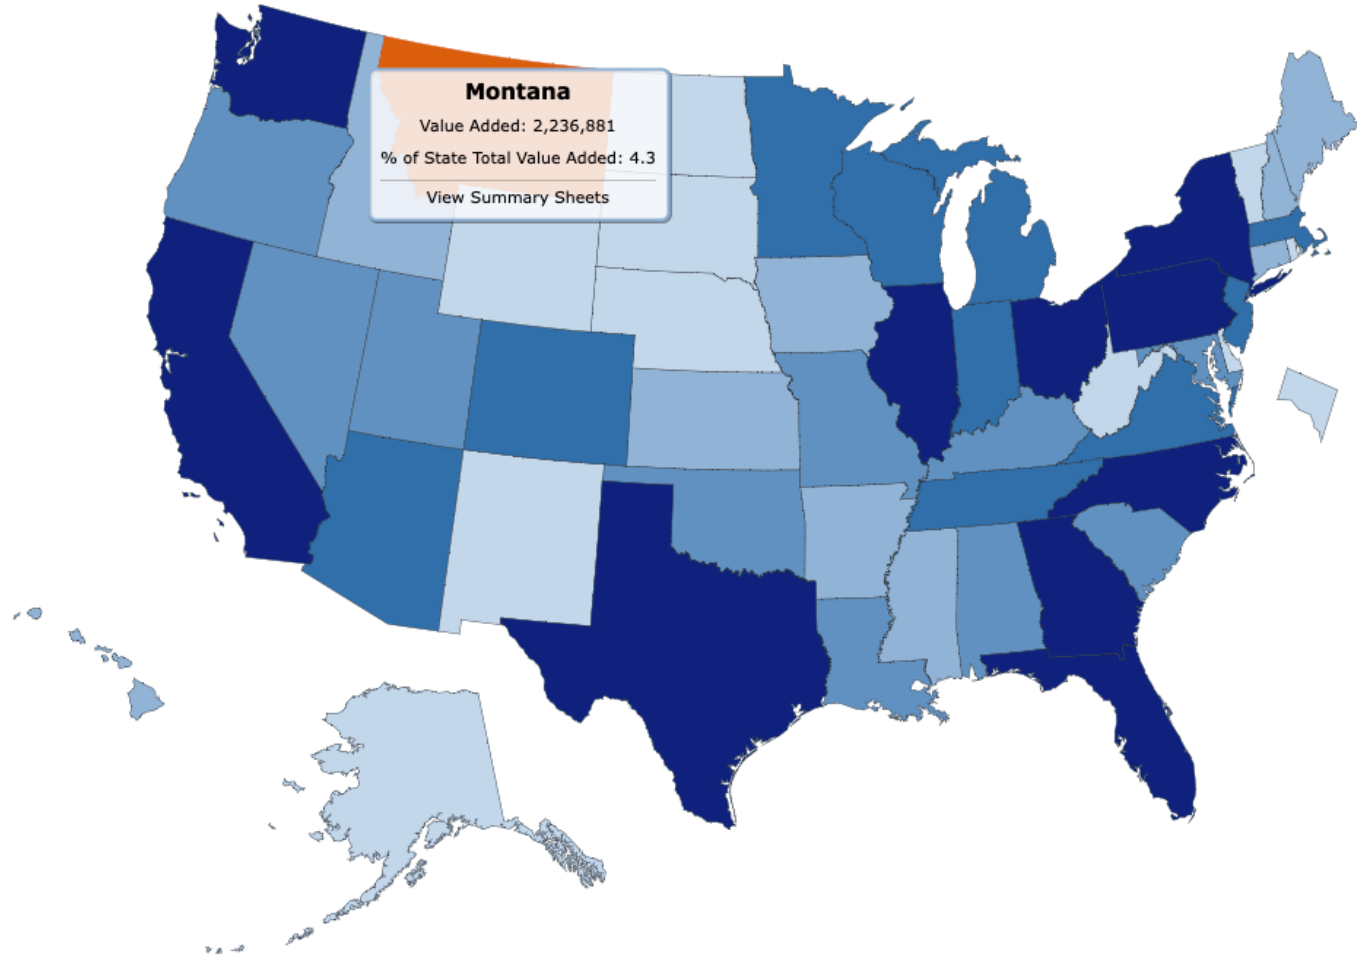 Montana
Value Added: 2,236,881
% of State Total Value Added: 4.3
View Summary Sheets